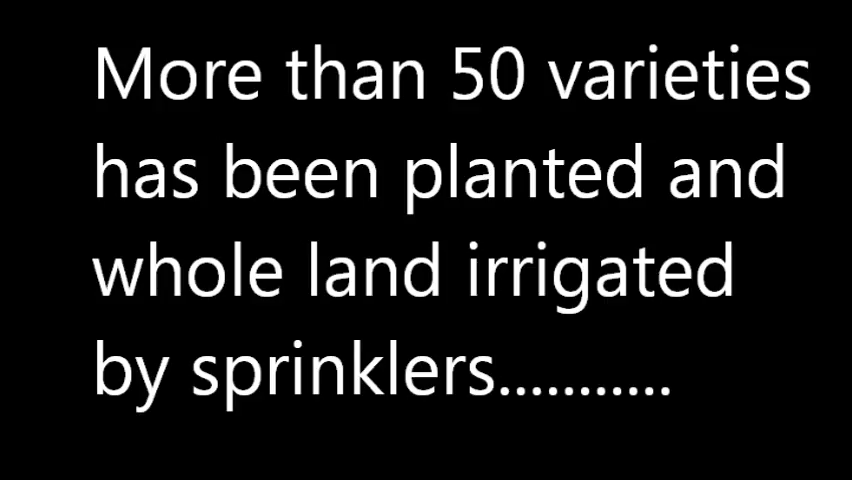 More than 50 varieties
has been planted and
whole land irrigated
by sprinklers...........